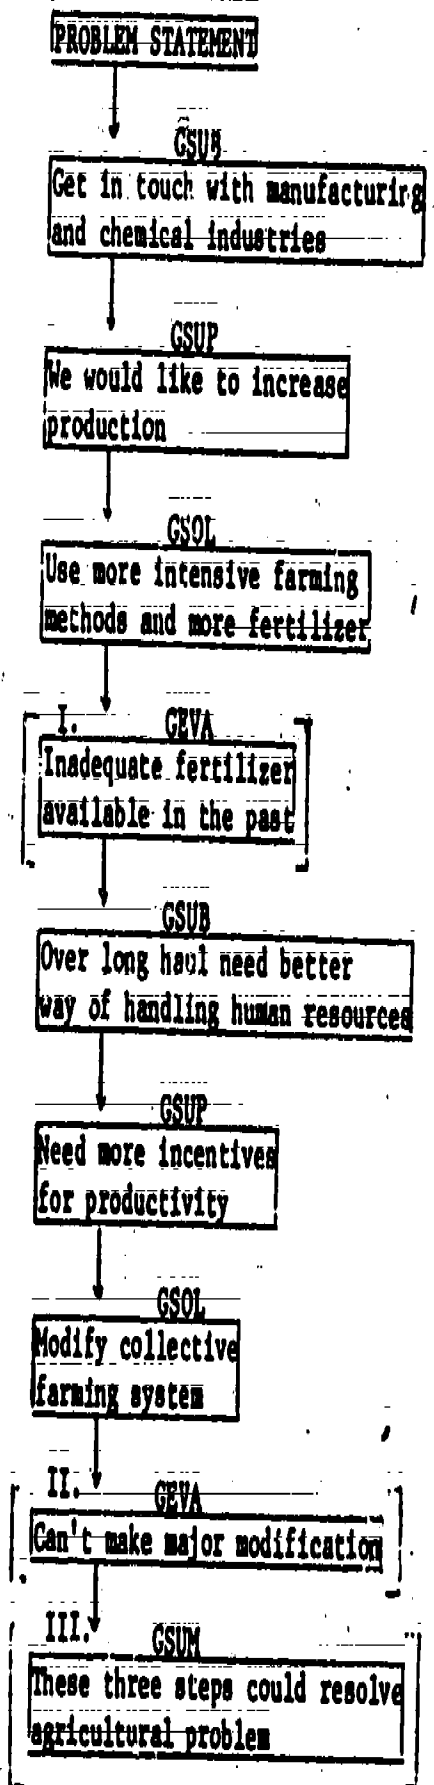 PROBLEM STATEMENT
GSUB
Get in touch with manufacturing
and chemical industries
GSUP
We would like to increase
production
GSOL
Use more intensive farming
methods and more fertilizer
I. GEVA
Inadequate fertilizer
available in the past
GSUB
Over long haul need better
way of handling human resources
GSUP
Need more incentives
for productivity
GSOL
Modify collective
farming system
II. GEVA
Can't make major modification
III. GSUM
These three steps could resolve
agricultural problem